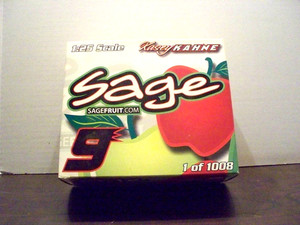 1:25 Scale
Kasey KAHNE
Sage
SAGEFRUIT.COM
9
1 of 1008